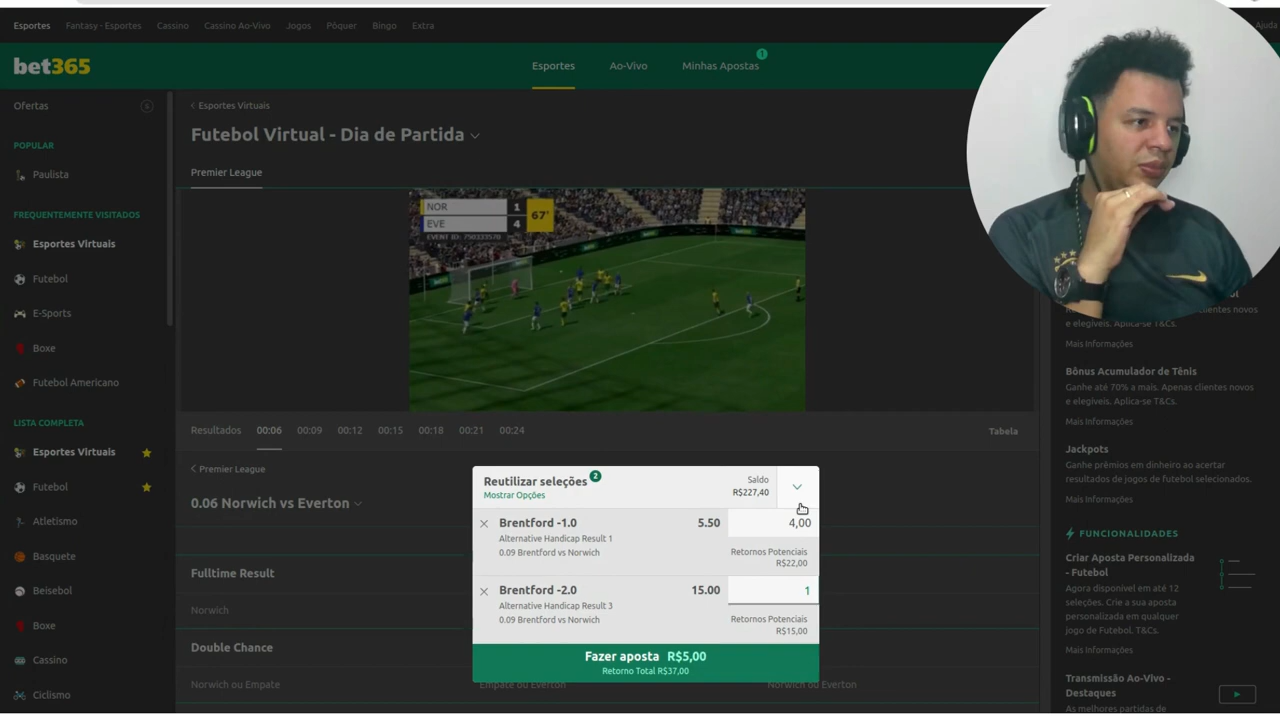 Esportes
Fantasy - Esportes
Cassino
Cassino Ao-Vivo
Jogos
Pôquer
Bingo
Extra
Ajuda
bet365
Esportes
Ao-Vivo
Minhas Apostas
1
Ofertas
POPULAR
Paulista
FREQUENTEMENTE VISITADOS
Esportes Virtuais
Futebol
E-Sports
Boxe
Futebol Americano
LISTA COMPLETA
Esportes Virtuais
Futebol
Atletismo
Basquete
Beisebol
Boxe
Cassino
Ciclismo
Esportes Virtuais
Futebol Virtual - Dia de Partida
Premier League
NOR 1
EVE 4
67'
EVENT ID: 750333578
Resultados 00:06 00:09 00:12 00:15 00:18 00:21 00:24 Tabela
Premier League
0.06 Norwich vs Everton
Fulltime Result
Norwich
Double Chance
Norwich ou Empate
Empate ou Everton
Norwich ou Everton
Reutilizar seleções 2
Mostrar Opções
Saldo
R$227,40
Brentford -1.0 5.50 4,00
Alternative Handicap Result 1
0.09 Brentford vs Norwich
Retornos Potenciais
R$22,00
Brentford -2.0 15.00 1
Alternative Handicap Result 3
0.09 Brentford vs Norwich
Retornos Potenciais
R$15,00
Fazer aposta R$5,00
Retorno Total R$37,00
e elegíveis. Aplica-se T&Cs.
Mais Informações
Bônus Acumulador de Tênis
Ganhe até 70% a mais. Apenas clientes novos
e elegíveis. Aplica-se T&Cs.
Mais Informações
Jackpots
Ganhe prêmios em dinheiro ao acertar
resultados de jogos de futebol selecionados.
Mais Informações
FUNCIONALIDADES
Criar Aposta Personalizada
- Futebol
Agora disponível em até 12
seleções. Crie a sua aposta
personalizada em qualquer
jogo de Futebol. T&Cs.
Mais Informações
Transmissão Ao-Vivo -
Destaques
As melhores partidas de